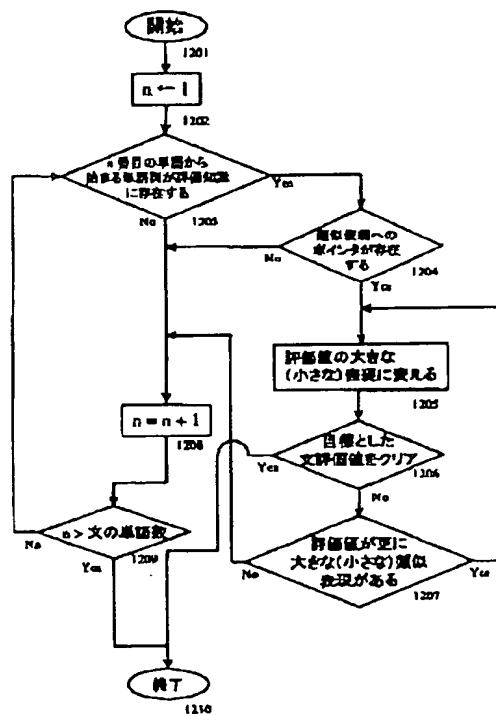 開始
1201
n ← 1
1202
n 番目の単語から
始まる単語列が評価知識
に存在する
Yes
No
1203
類似表現への
ポインタが存在
する
No
Yes
1204
評価値の大きな
(小さな)表現に変える
1205
n = n + 1
1208
目標とした
文評価値をクリア
Yes
1206
No
n > 文の単語数
No
Yes
1209
評価値が更に
大きな(小さな)類似
表現がある
No
Yes
1207
終了
1210